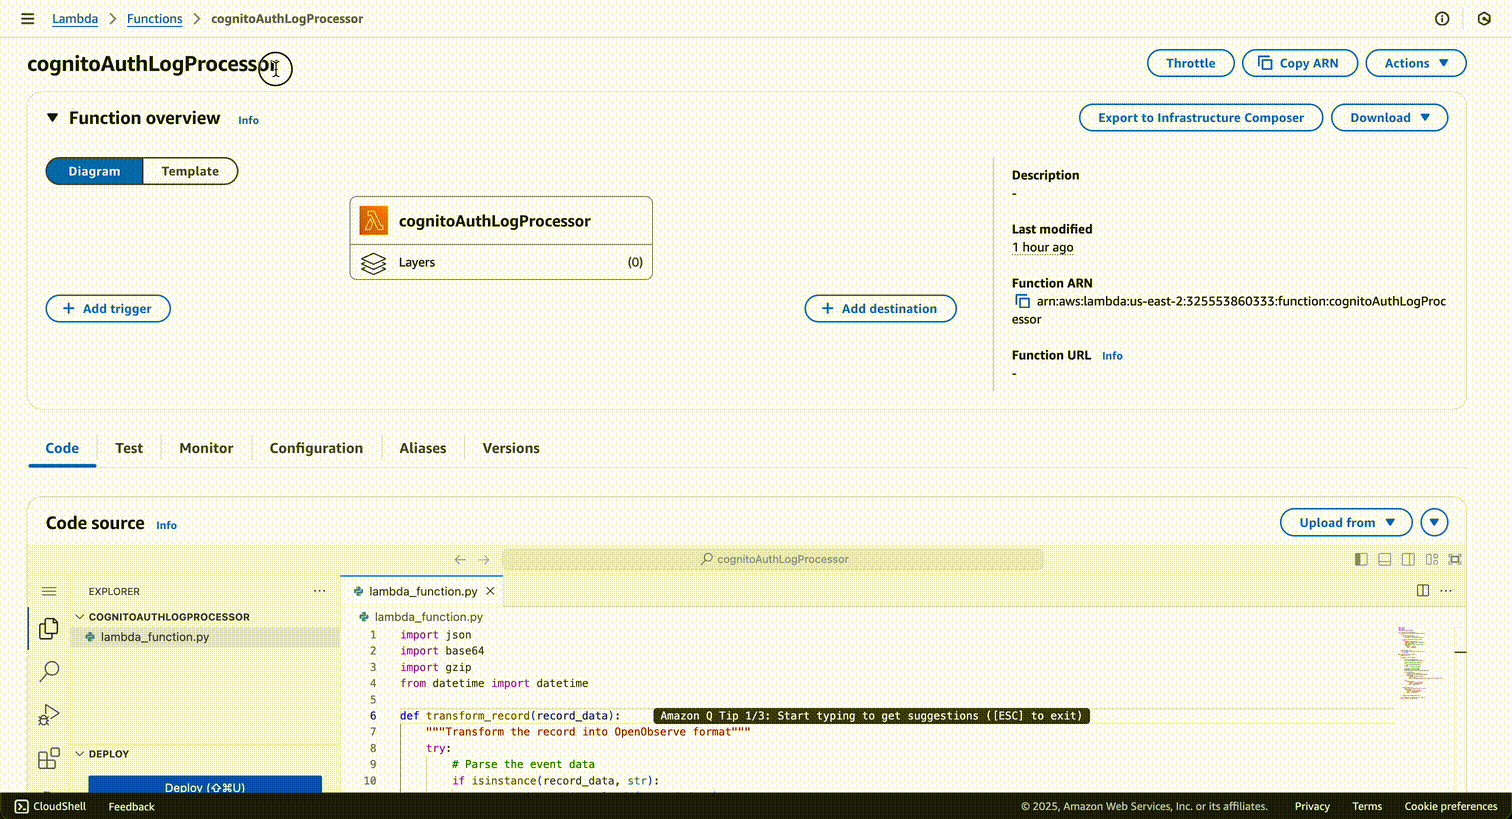 Lambda > Functions > cognitoAuthLogProcessor
cognitoAuthLogProcessor
Throttle
Copy ARN
Actions
Function overview Info
Export to Infrastructure Composer
Download
Diagram
Template
cognitoAuthLogProcessor
Layers (0)
+ Add trigger
+ Add destination
Description
-
Last modified
1 hour ago
Function ARN
arn:aws:lambda:us-east-2:325553860333:function:cognitoAuthLogProc
essor
Function URL Info
-
Code Test Monitor Configuration Aliases Versions
Code source Info
Upload from
cognitoAuthLogProcessor
EXPLORER
COGNITOAUTHLOGPROCESSOR
lambda_function.py
DEPLOY
Deploy (⇧⌘U)
lambda_function.py
lambda_function.py
1 import json
2 import base64
3 import gzip
4 from datetime import datetime
5
6 def transform_record(record_data): Amazon Q Tip 1/3: Start typing to get suggestions ([ESC] to exit)
7 """Transform the record into OpenObserve format"""
8 try:
9 # Parse the event data
10 if isinstance(record_data, str):
CloudShell Feedback © 2025, Amazon Web Services, Inc. or its affiliates. Privacy Terms Cookie preferences